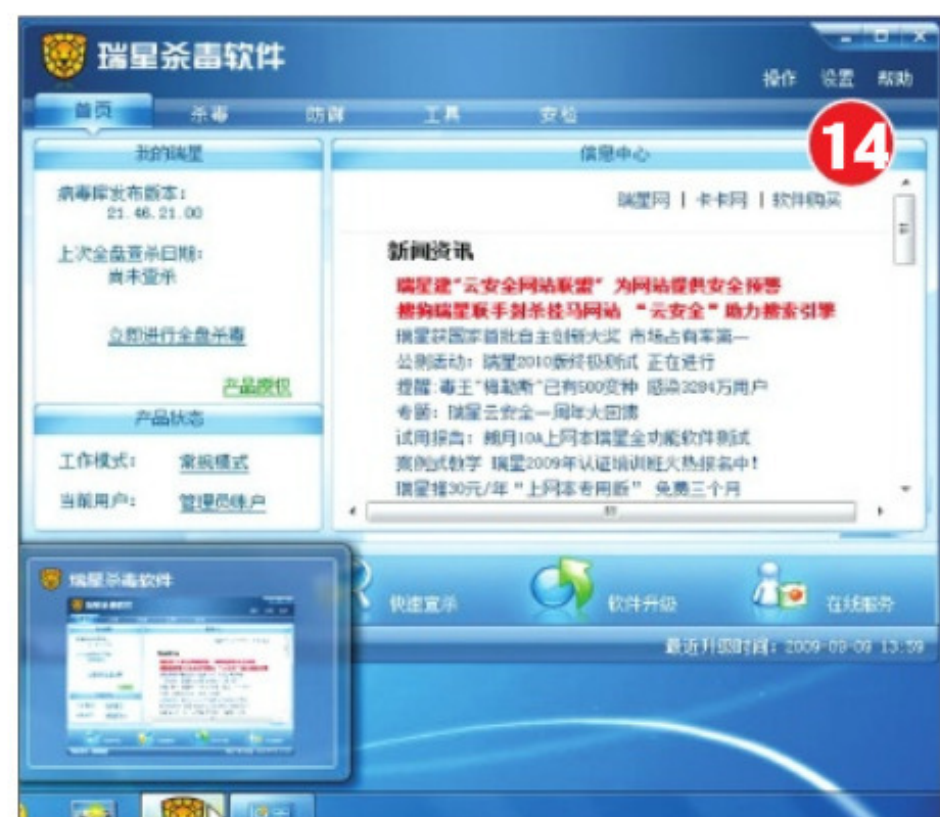 瑞星杀毒软件
操作 设置 帮助
首页 杀毒 防御 工具 安检
14
我的瑞星
病毒库发布版本：
21.46.21.00
上次全盘查杀日期：
尚未查杀
立即进行全盘杀毒
产品授权
产品状态
工作模式： 常规模式
当前用户： 管理员帐户
信息中心
瑞星网 | 卡卡网 | 软件购买
新闻资讯
瑞星建“云安全网站联盟” 为网站提供安全预警
搜狗瑞星联手封杀挂马网站 “云安全”助力搜索引擎
瑞星获国家首批自主创新大奖 市场占有率第一
公测活动：瑞星2010版终极测试 正在进行
提醒:毒王"梅勒斯"已有500变种 感染3284万用户
专题：瑞星云安全一周年大回馈
试用报告： 10A上网本瑞星全功能软件测试
案例式教学 瑞星2009年认证培训班火热报名中！
瑞星推30元/年“上网本专用版” 免费三个月
瑞星杀毒软件
快速查杀
软件升级
在线服务
最近升级时间：2009-09-09 13:59